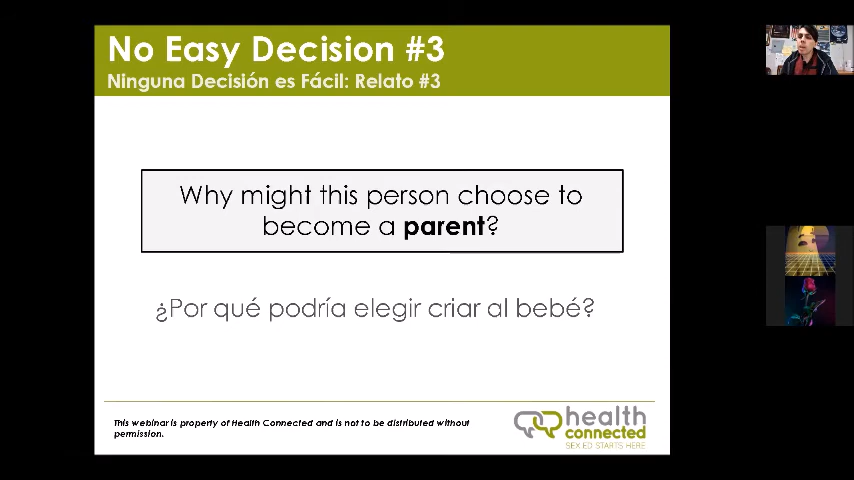 No Easy Decision #3
Ninguna Decisión es Fácil: Relato #3
Why might this person choose to
become a parent?
¿Por qué podría elegir criar al bebé?
This webinar is property of Health Connected and is not to be distributed without
permission.
health
connected
SEX ED STARTS HERE